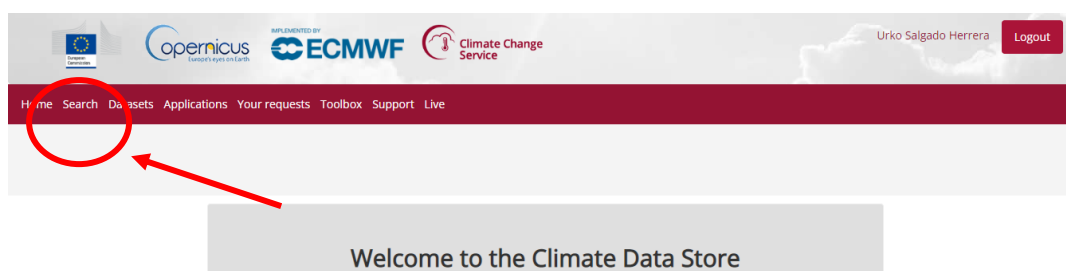 European
Commission
opernicus
Europe's eyes on Earth
IMPLEMENTED BY
ECMWF
Climate Change
Service
Urko Salgado Herrera
Logout
Home Search Datasets Applications Your requests Toolbox Support Live
Welcome to the Climate Data Store